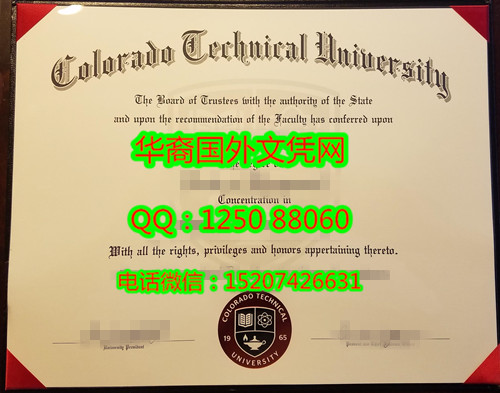 Colorado Technical University
The Board of Trustees with the authority of the State
and upon the recommendation of the Faculty has conferred upon
华裔国外文凭网
Concentration in
QQ：1250 88060
With all the rights, privileges and honors appertaining thereto.
电话微信：15207426631
COLORADO TECHNICAL
19 65
UNIVERSITY
University President